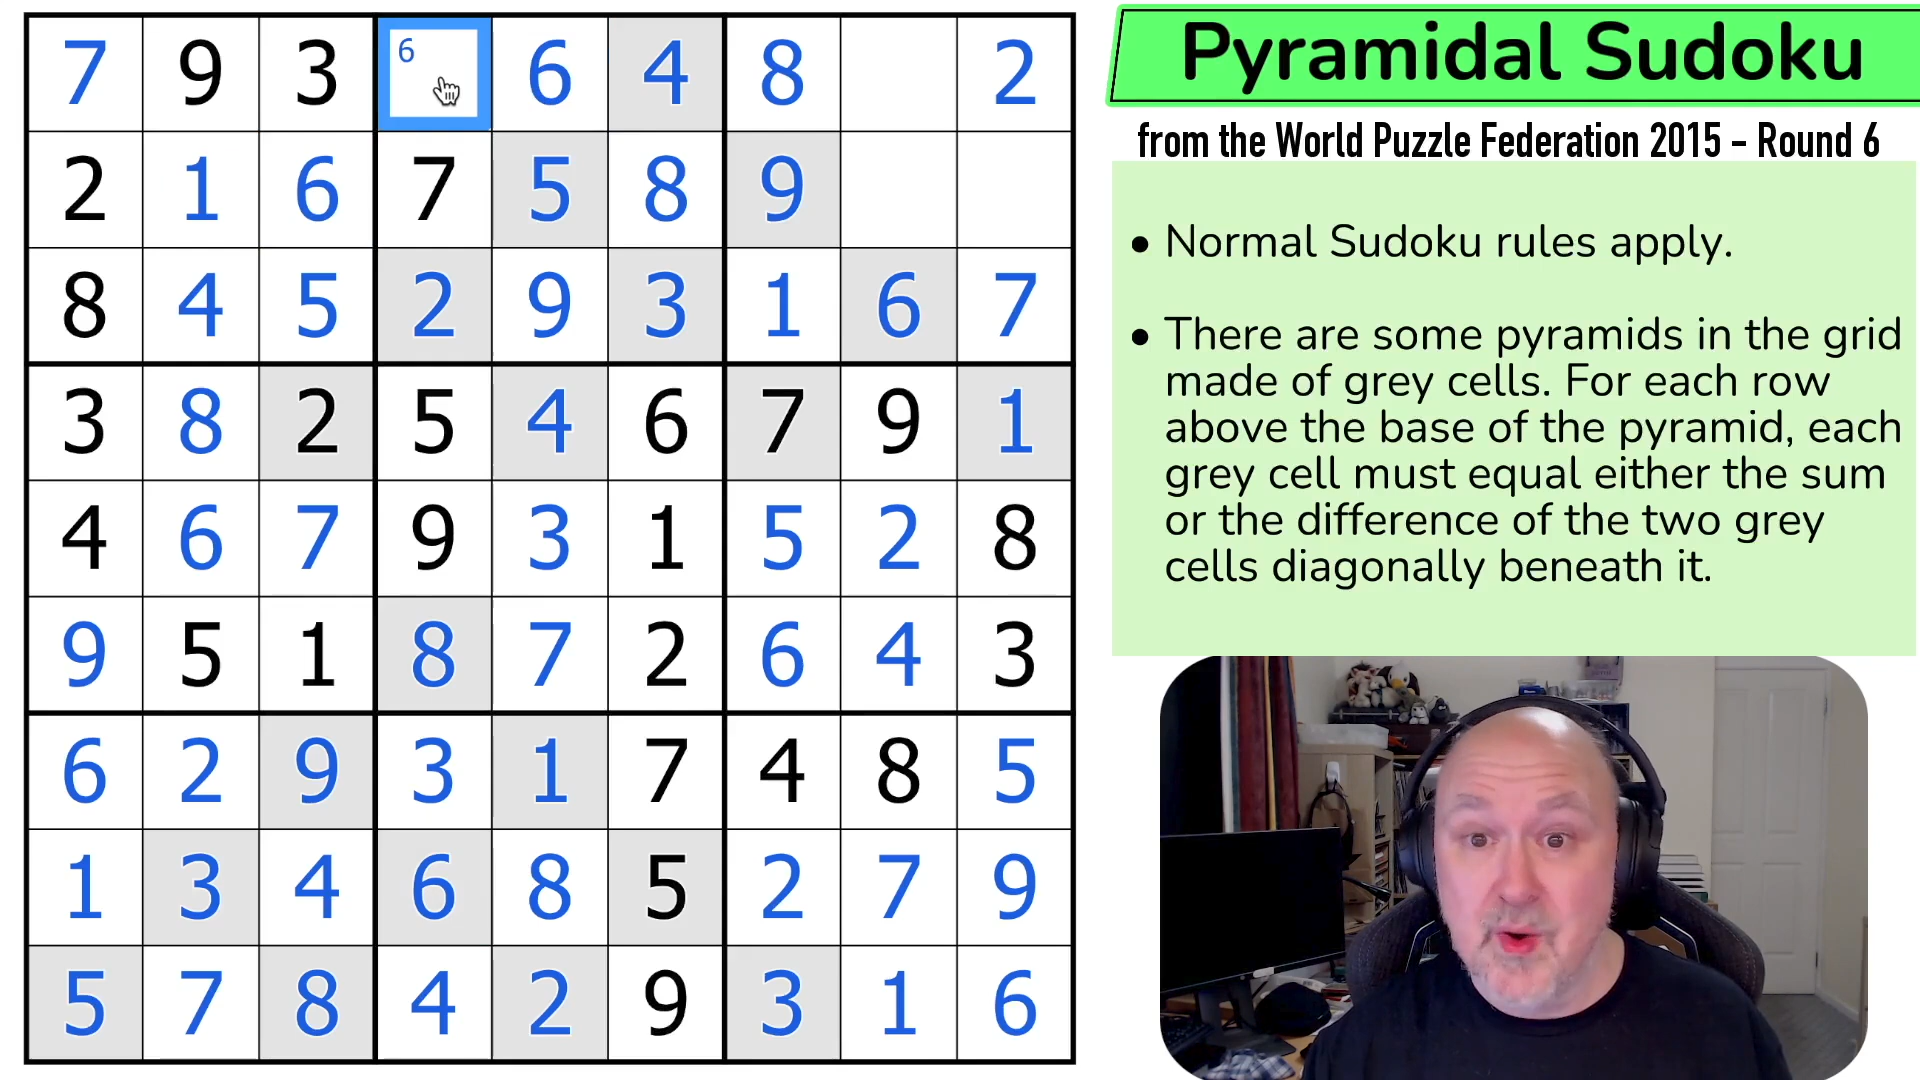 Pyramidal Sudoku
from the World Puzzle Federation 2015 - Round 6
• Normal Sudoku rules apply.
• There are some pyramids in the grid
made of grey cells. For each row
above the base of the pyramid, each
grey cell must equal either the sum
or the difference of the two grey
cells diagonally beneath it.
7 9 3 6 6 4 8 2
2 1 6 7 5 8 9
8 4 5 2 9 3 1 6 7
3 8 2 5 4 6 7 9 1
4 6 7 9 3 1 5 2 8
9 5 1 8 7 2 6 4 3
6 2 9 3 1 7 4 8 5
1 3 4 6 8 5 2 7 9
5 7 8 4 2 9 3 1 6